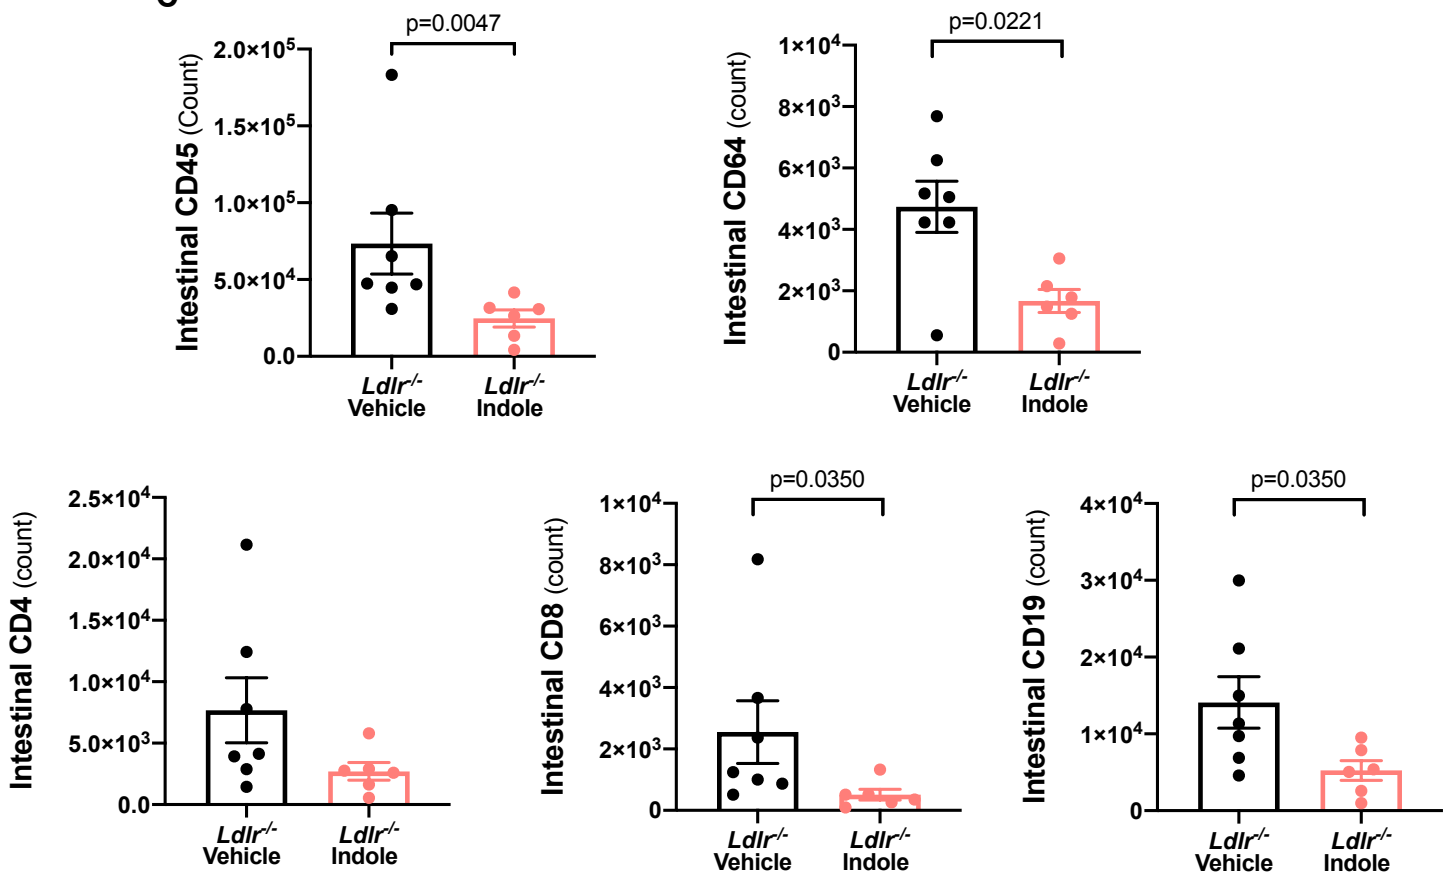 p=0.0047
Intestinal CD45 (Count)
2.0×10⁵
1.5×10⁵
1.0×10⁵
5.0×10⁴
0.0
Ldlr⁻/⁻
Vehicle
Ldlr⁻/⁻
Indole
p=0.0221
Intestinal CD64 (count)
1×10⁴
8×10³
6×10³
4×10³
2×10³
0
Ldlr⁻/⁻
Vehicle
Ldlr⁻/⁻
Indole
Intestinal CD4 (count)
2.5×10⁴
2.0×10⁴
1.5×10⁴
1.0×10⁴
5.0×10³
0.0
Ldlr⁻/⁻
Vehicle
Ldlr⁻/⁻
Indole
p=0.0350
Intestinal CD8 (count)
1×10⁴
8×10³
6×10³
4×10³
2×10³
0
Ldlr⁻/⁻
Vehicle
Ldlr⁻/⁻
Indole
p=0.0350
Intestinal CD19 (count)
4×10⁴
3×10⁴
2×10⁴
1×10⁴
0
Ldlr⁻/⁻
Vehicle
Ldlr⁻/⁻
Indole